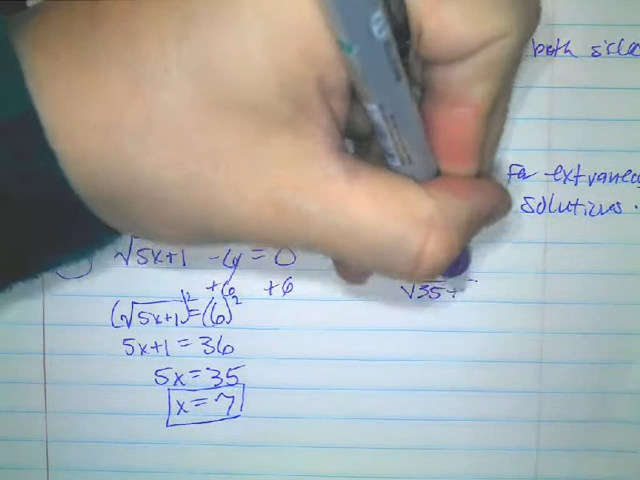 both sides
For extraneous
solutions.
√5x+1 - 6 = 0
+6 +6
(√5x+1)² = (6)²
√35+
5x+1 = 36
5x = 35
x = 7